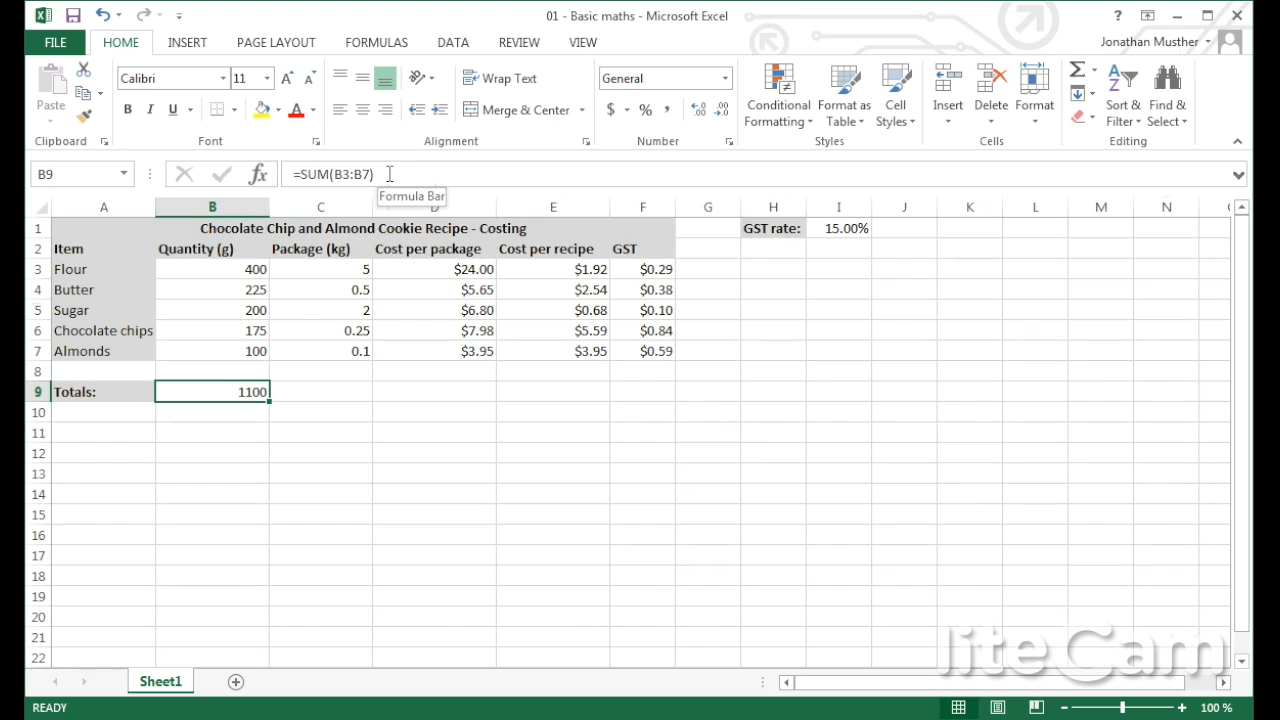 01 - Basic maths - Microsoft Excel
?
FILE HOME INSERT PAGE LAYOUT FORMULAS DATA REVIEW VIEW
Jonathan Musther
Paste
Calibri 11
B I U A
Wrap Text
Merge & Center
General
$ %
Conditional Formatting
Format as Table
Cell Styles
Insert
Delete
Format
Sort & Filter
Find & Select
Clipboard Font Alignment Number Styles Cells Editing
B9 fx =SUM(B3:B7)
Formula Bar
A B C D E F G H I J K L M N
1 Chocolate Chip and Almond Cookie Recipe - Costing GST rate: 15.00%
2 Item Quantity (g) Package (kg) Cost per package Cost per recipe GST
3 Flour 400 5 $24.00 $1.92 $0.29
4 Butter 225 0.5 $5.65 $2.54 $0.38
5 Sugar 200 2 $6.80 $0.68 $0.10
6 Chocolate chips 175 0.25 $7.98 $5.59 $0.84
7 Almonds 100 0.1 $3.95 $3.95 $0.59
8
9 Totals: 1100
10
11
12
13
14
15
16
17
18
19
20
21
22
liteCam
Sheet1
READY 100 %